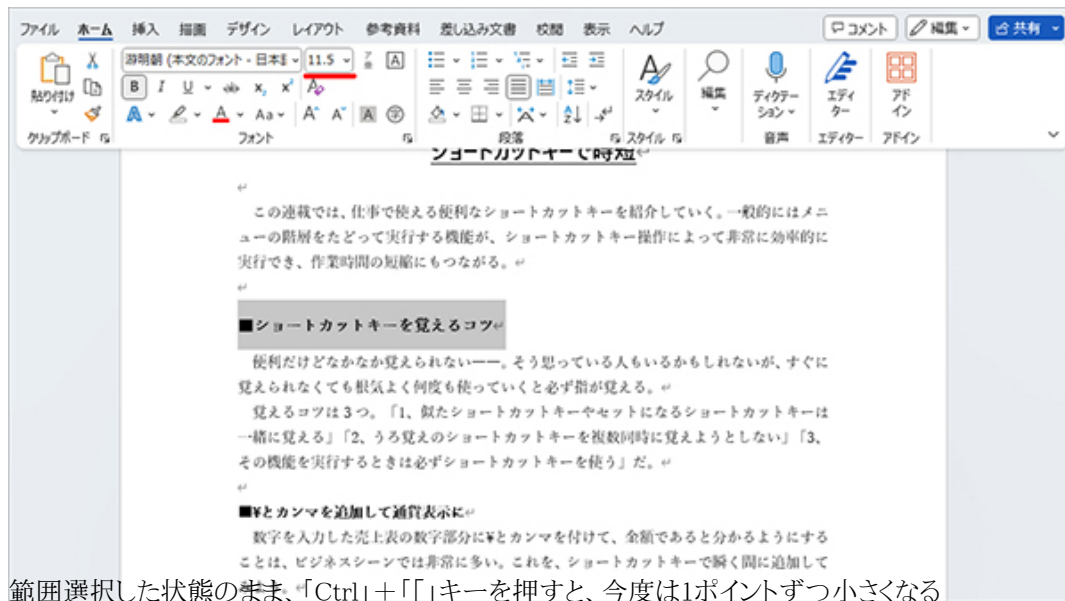 ファイル ホーム 挿入 描画 デザイン レイアウト 参考資料 差し込み文書 校閲 表示 ヘルプ コメント 編集 共有
游明朝 (本文のフォント - 日本語 11.5
貼り付け
B I U ab x₂ x² A
A A Aa A A A 字
スタイル 編集 ディクテーション エディター アドイン
クリップボード フォント 段落 スタイル 音声 エディター アドイン
ショートカットキーで時短
この連載では、仕事で使える便利なショートカットキーを紹介していく。一般的にはメニ
ューの階層をたどって実行する機能が、ショートカットキー操作によって非常に効率的に
実行でき、作業時間の短縮にもつながる。
■ショートカットキーを覚えるコツ
便利だけどなかなか覚えられない――。そう思っている人もいるかもしれないが、すぐに
覚えられなくても根気よく何度も使っていくと必ず指が覚える。
覚えるコツは3つ。「1、似たショートカットキーやセットになるショートカットキーは
一緒に覚える」「2、うろ覚えのショートカットキーを複数同時に覚えようとしない」「3、
その機能を実行するときは必ずショートカットキーを使う」だ。
■¥とカンマを追加して通貨表示に
数字を入力した売上表の数字部分に¥とカンマを付けて、金額であると分かるようにする
ことは、ビジネスシーンでは非常に多い。これを、ショートカットキーで瞬く間に追加して
範囲選択した状態のまま、「Ctrl」+「[」キーを押すと、今度は1ポイントずつ小さくなる